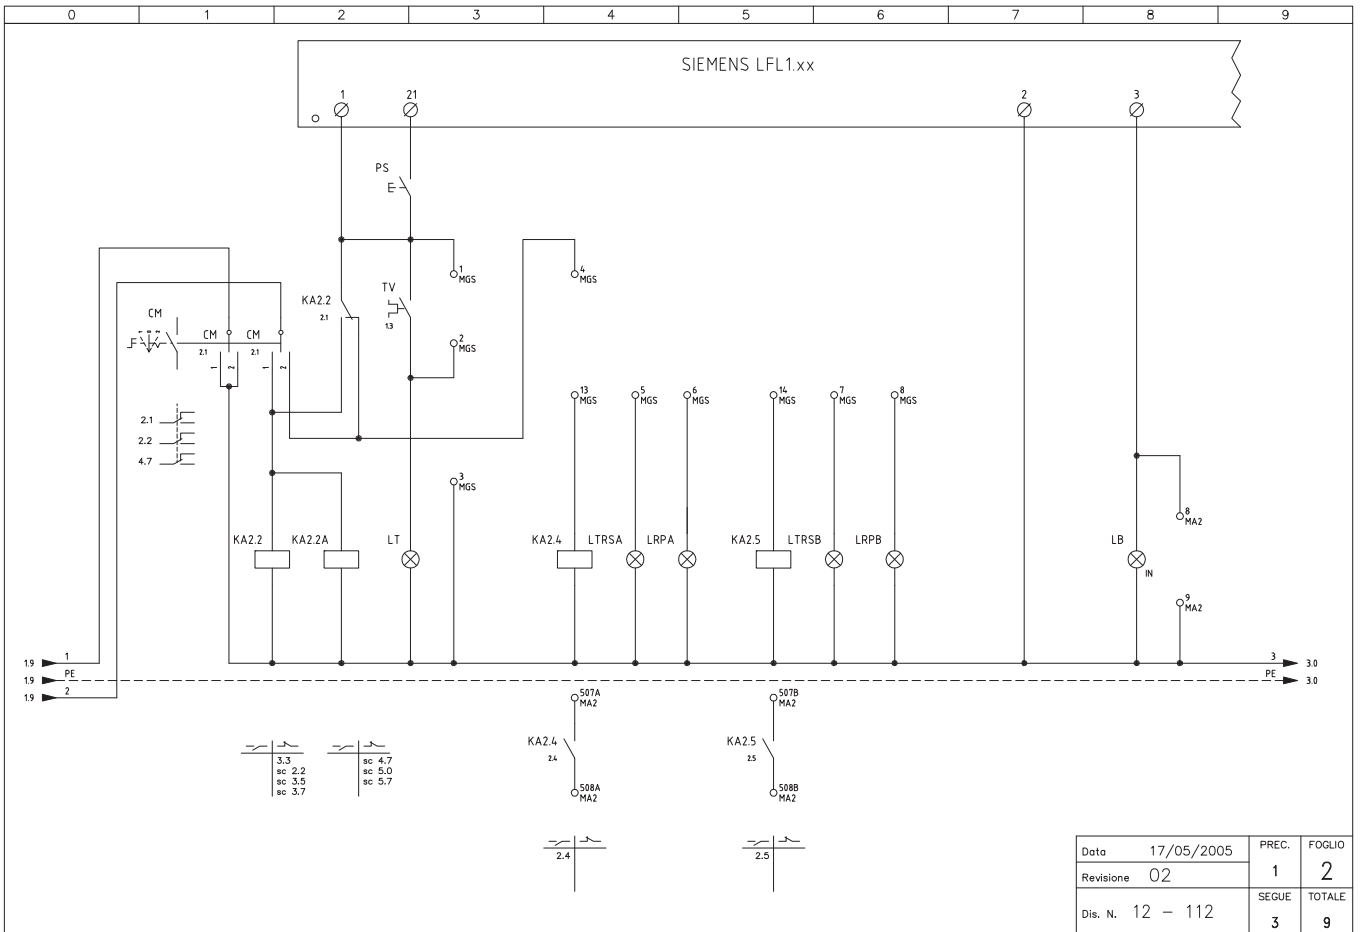 0 1 2 3 4 5 6 7 8 9
SIEMENS LFL1.xx
1 21 2 3
PS
1
MGS
4
MGS
KA2.2
2.1
TV
1.3
CM
CM
2.1
CM
2.1
1 0 2
1 2 1 2
2
MGS
13
MGS
5
MGS
6
MGS
14
MGS
7
MGS
8
MGS
2.1
2.2
4.7
3
MGS
8
MA2
KA2.2 KA2.2A LT KA2.4 LTRSA LRPA KA2.5 LTRSB LRPB LB
IN
9
MA2
1.9 1 3 3.0
1.9 PE PE 3.0
1.9 2
507A
MA2
507B
MA2
KA2.4
2.4
KA2.5
2.5
3.3
sc 2.2
sc 3.5
sc 3.7
sc 4.7
sc 5.0
sc 5.7
508A
MA2
508B
MA2
2.4 2.5
Data 17/05/2005
PREC.
1
FOGLIO
2
Revisione 02
Dis. N. 12 - 112
SEGUE
3
TOTALE
9